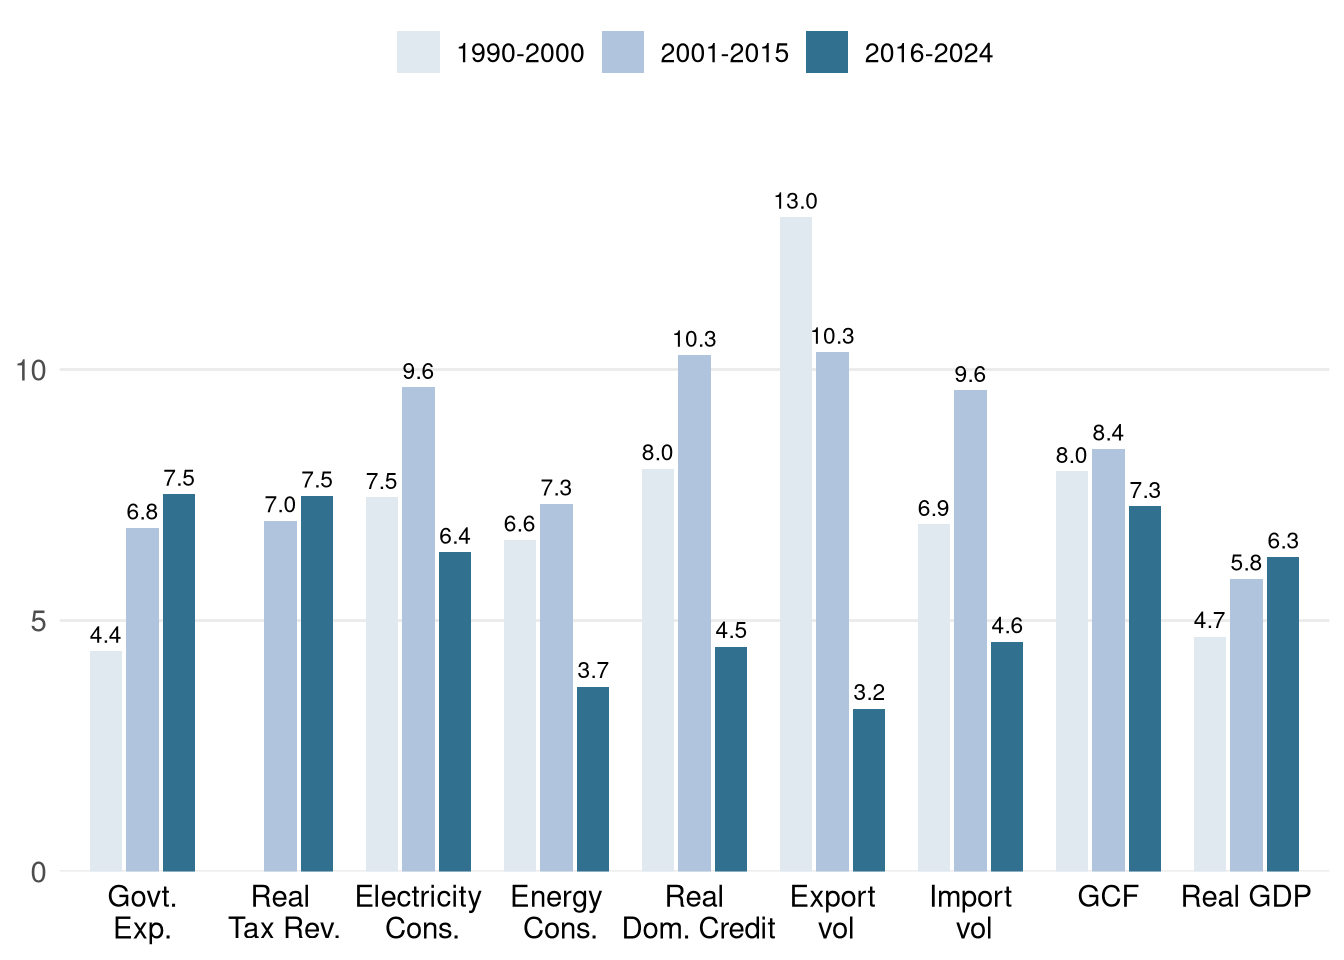 1990-2000 2001-2015 2016-2024
13.0
10.3 10.3
10
9.6 9.6
8.0 8.0 8.4
7.5 7.0 7.5 7.5 7.3 7.3
6.8 6.6 6.9
6.4 6.3
5.8
5
4.4 4.5 4.6 4.7
3.7
3.2
0
Govt. Real Electricity Energy Real Export Import GCF Real GDP
Exp. Tax Rev. Cons. Cons. Dom. Credit vol vol